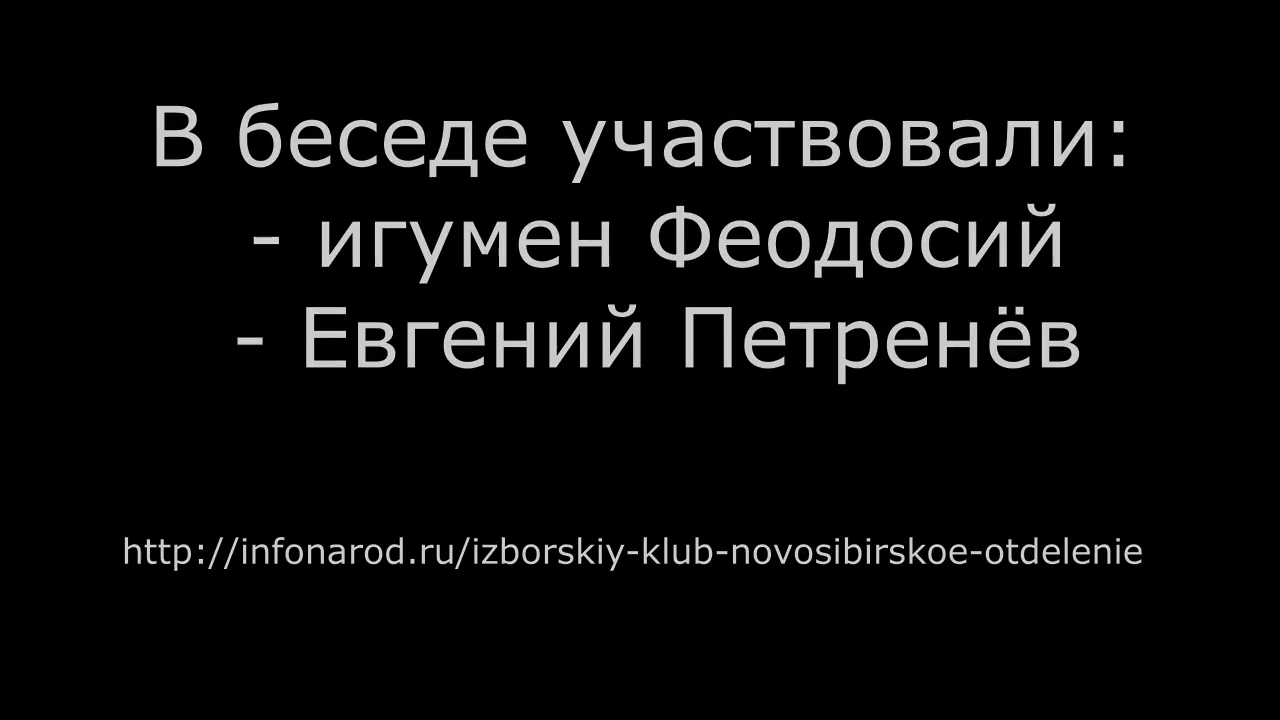 В беседе участвовали:
- игумен Феодосий
- Евгений Петренёв
http://infonarod.ru/izborskiy-klub-novosibirskoe-otdelenie